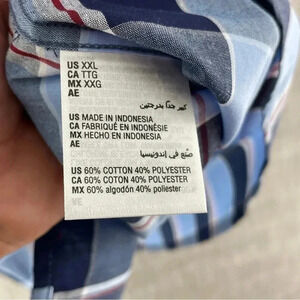 US XXL
CA TTG
MX XXG
AE
كبير جدًا بدرجتين
US MADE IN INDONESIA
CA FABRIQUÉ EN INDONÉSIE
MX HECHO EN INDONESIA
AE
صُنع في إندونيسيا
US 60% COTTON 40% POLYESTER
CA 60% COTON 40% POLYESTER
MX 60% algodón 40% poliester